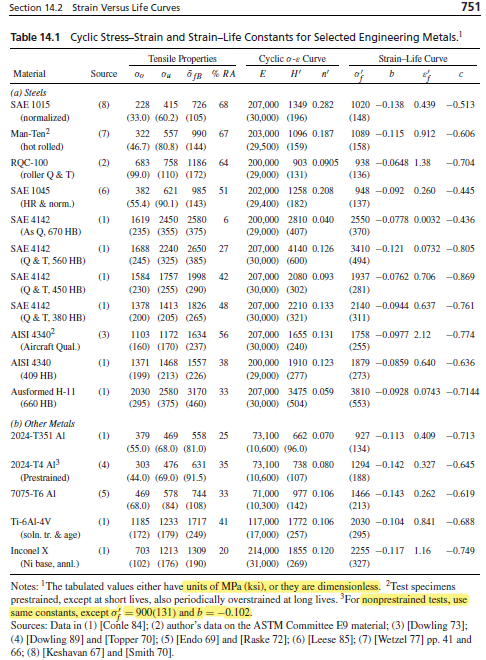 Section 14.2 Strain Versus Life Curves 751
Table 14.1 Cyclic Stress–Strain and Strain–Life Constants for Selected Engineering Metals.¹
Tensile Properties Cyclic σ-ε Curve Strain–Life Curve
Material Source σₒ σᵤ σ̃fB % RA E H′ n′ σ′f b ε′f c
(a) Steels
SAE 1015 (8) 228 415 726 68 207,000 1349 0.282 1020 −0.138 0.439 −0.513
(normalized) (33.0) (60.2) (105) (30,000) (196) (148)
Man-Ten² (7) 322 557 990 67 203,000 1096 0.187 1089 −0.115 0.912 −0.606
(hot rolled) (46.7) (80.8) (144) (29,500) (159) (158)
RQC-100 (2) 683 758 1186 64 200,000 903 0.0905 938 −0.0648 1.38 −0.704
(roller Q & T) (99.0) (110) (172) (29,000) (131) (136)
SAE 1045 (6) 382 621 985 51 202,000 1258 0.208 948 −0.092 0.260 −0.445
(HR & norm.) (55.4) (90.1) (143) (29,400) (182) (137)
SAE 4142 (1) 1619 2450 2580 6 200,000 2810 0.040 2550 −0.0778 0.0032 −0.436
(As Q, 670 HB) (235) (355) (375) (29,000) (407) (370)
SAE 4142 (1) 1688 2240 2650 27 207,000 4140 0.126 3410 −0.121 0.0732 −0.805
(Q & T, 560 HB) (245) (325) (385) (30,000) (600) (494)
SAE 4142 (1) 1584 1757 1998 42 207,000 2080 0.093 1937 −0.0762 0.706 −0.869
(Q & T, 450 HB) (230) (255) (290) (30,000) (302) (281)
SAE 4142 (1) 1378 1413 1826 48 207,000 2210 0.133 2140 −0.0944 0.637 −0.761
(Q & T, 380 HB) (200) (205) (265) (30,000) (321) (311)
AISI 4340² (3) 1103 1172 1634 56 207,000 1655 0.131 1758 −0.0977 2.12 −0.774
(Aircraft Qual.) (160) (170) (237) (30,000) (240) (255)
AISI 4340 (1) 1371 1468 1557 38 200,000 1910 0.123 1879 −0.0859 0.640 −0.636
(409 HB) (199) (213) (226) (29,000) (277) (273)
Ausformed H-11 (1) 2030 2580 3170 33 207,000 3475 0.059 3810 −0.0928 0.0743 −0.7144
(660 HB) (295) (375) (460) (30,000) (504) (553)
(b) Other Metals
2024-T351 Al (1) 379 469 558 25 73,100 662 0.070 927 −0.113 0.409 −0.713
(55.0) (68.0) (81.0) (10,600) (96.0) (134)
2024-T4 Al³ (4) 303 476 631 35 73,100 738 0.080 1294 −0.142 0.327 −0.645
(Prestrained) (44.0) (69.0) (91.5) (10,600) (107) (188)
7075-T6 Al (5) 469 578 744 33 71,000 977 0.106 1466 −0.143 0.262 −0.619
(68.0) (84) (108) (10,300) (142) (213)
Ti-6Al-4V (1) 1185 1233 1717 41 117,000 1772 0.106 2030 −0.104 0.841 −0.688
(soln. tr. & age) (172) (179) (249) (17,000) (257) (295)
Inconel X (1) 703 1213 1309 20 214,000 1855 0.120 2255 −0.117 1.16 −0.749
(Ni base, annl.) (102) (176) (190) (31,000) (269) (327)
Notes: ¹The tabulated values either have units of MPa (ksi), or they are dimensionless. ²Test specimens
prestrained, except at short lives, also periodically overstrained at long lives. ³For nonprestrained tests, use
same constants, except σ′f = 900(131) and b = −0.102.
Sources: Data in (1) [Conle 84]; (2) author's data on the ASTM Committee E9 material; (3) [Dowling 73];
(4) [Dowling 89] and [Topper 70]; (5) [Endo 69] and [Raske 72]; (6) [Leese 85]; (7) [Wetzel 77] pp. 41 and
66; (8) [Keshavan 67] and [Smith 70].